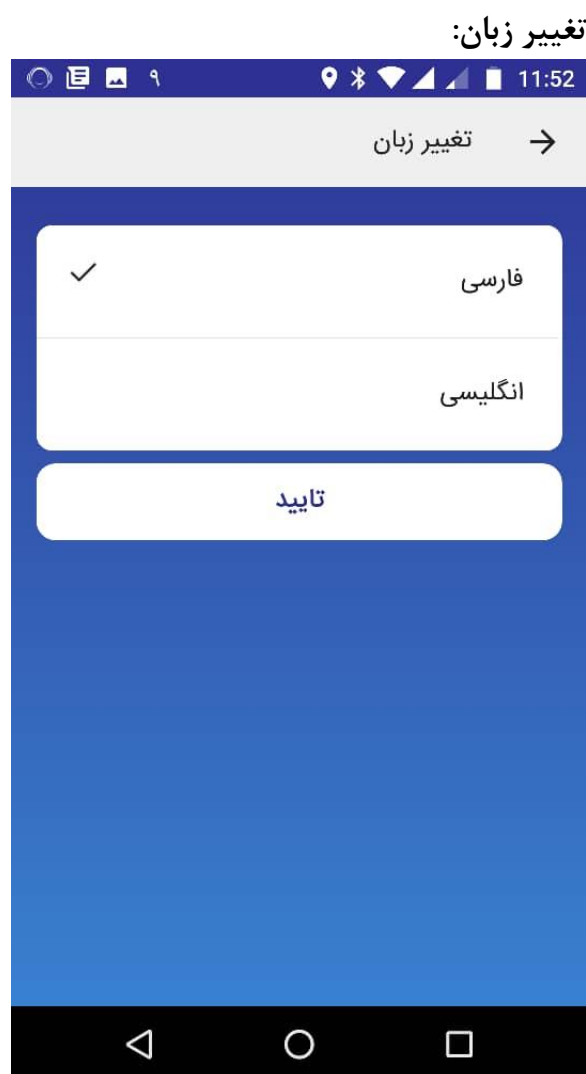 تغییر زبان:
۹ 11:52
تغییر زبان
فارسی
انگلیسی
تایید